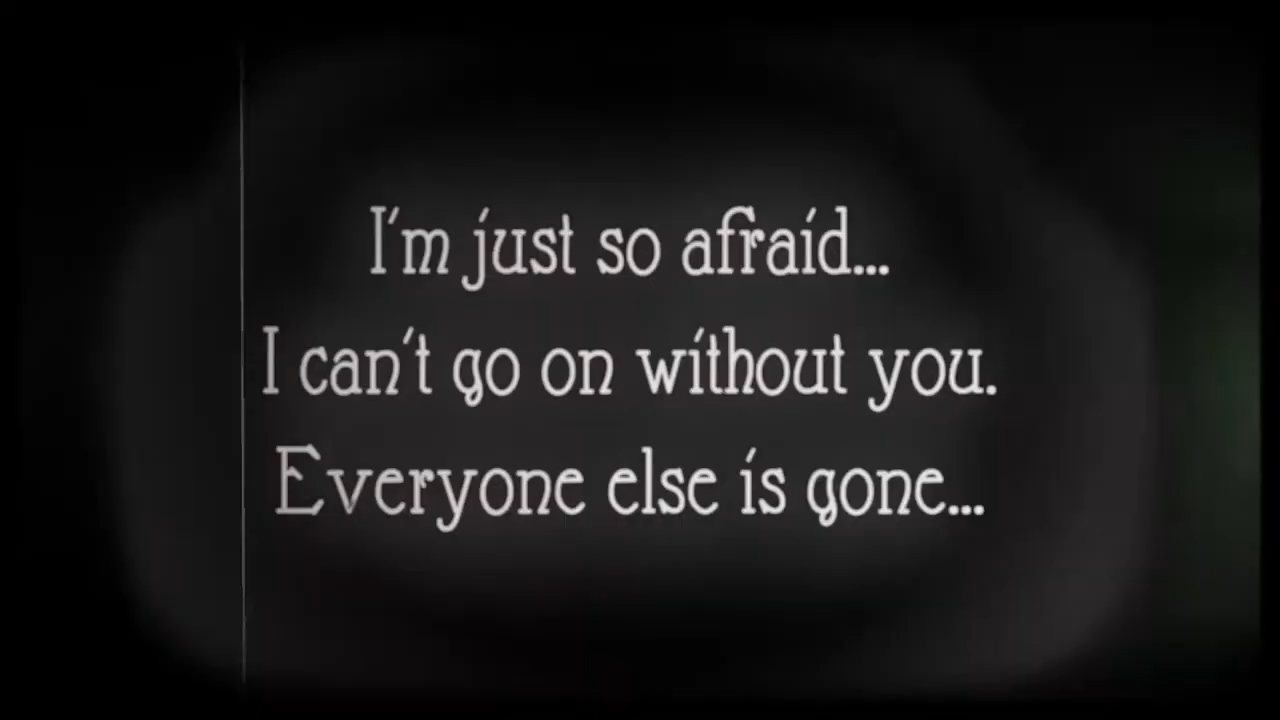 I'm just so afraid...
I can't go on without you.
Everyone else is gone...